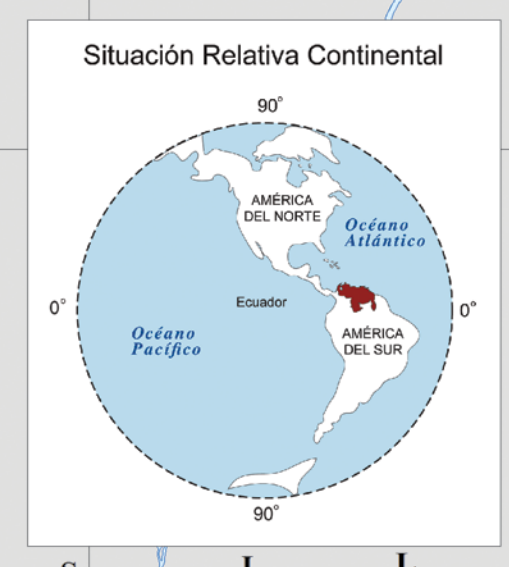 Situación Relativa Continental
90°
AMÉRICA
DEL NORTE
Océano
Atlántico
Ecuador
0°
0°
Océano
Pacífico
AMÉRICA
DEL SUR
90°